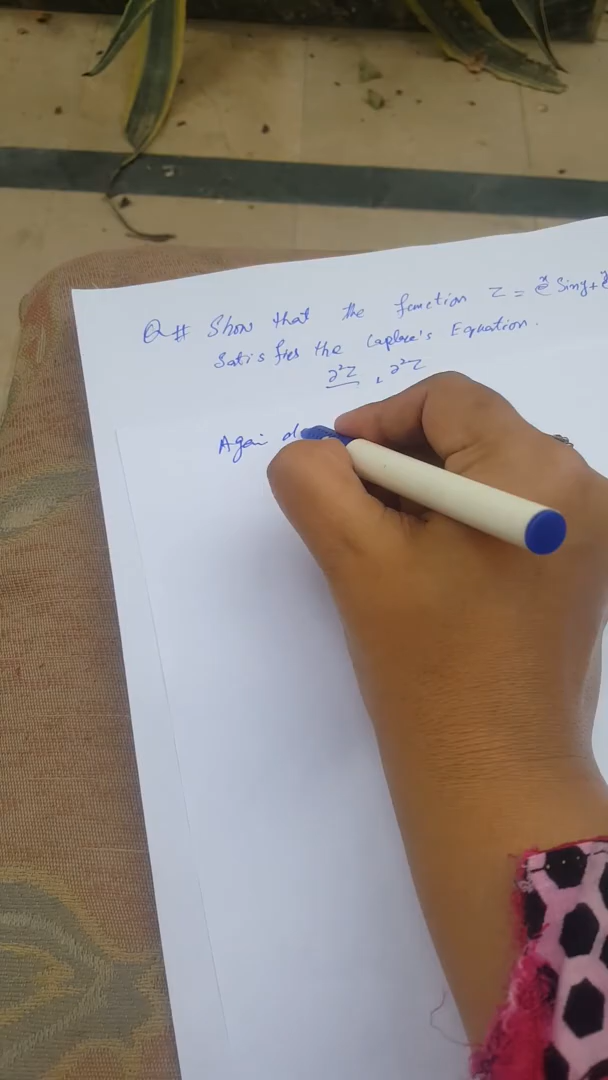 Q# Show that the function Z = e^x Siny + e^y
Satisfies the Laplace's Equation.
∂²Z , ∂²Z
Again d